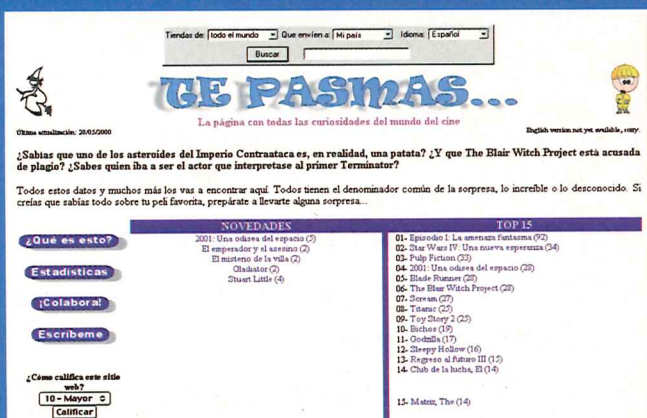 Tiendas de: todo el mundo Que envíen a: Mi país Idioma: Español
Buscar
TE PASMAS...
La página con todas las curiosidades del mundo del cine
Última actualización: 28/05/2000
English version not yet available, sorry.
¿Sabías que uno de los asteroides del Imperio Contraataca es, en realidad, una patata? ¿Y que The Blair Witch Project está acusada
de plagio? ¿Sabes quien iba a ser el actor que interpretase al primer Terminator?
Todos estos datos y muchos más los vas a encontrar aquí. Todos tienen el denominador común de la sorpresa, lo increíble o lo desconocido. Si
creías que sabías todo sobre tu peli favorita, prepárate a llevarte alguna sorpresa...
¿Qué es esto?
Estadísticas
¡Colabora!
Escríbeme
¿Cómo califica este sitio
web?
10 - Mayor
Calificar
NOVEDADES
2001: Una odisea del espacio (5)
El emperador y el asesino (2)
El misterio de la villa (2)
Gladiator (2)
Stuart Little (4)
TOP 15
01- Episodio I: La amenaza fantasma (92)
02- Star Wars IV: Una nueva esperanza (34)
03- Pulp Fiction (33)
04- 2001: Una odisea del espacio (28)
05- Blade Runner (28)
06- The Blair Witch Project (28)
07- Scream (27)
08- Titanic (25)
09- Toy Story 2 (25)
10- Bichos (19)
11- Godzilla (17)
12- Sleepy Hollow (16)
13- Regreso al futuro III (15)
14- Club de la lucha, El (14)
15- Matrix, The (14)